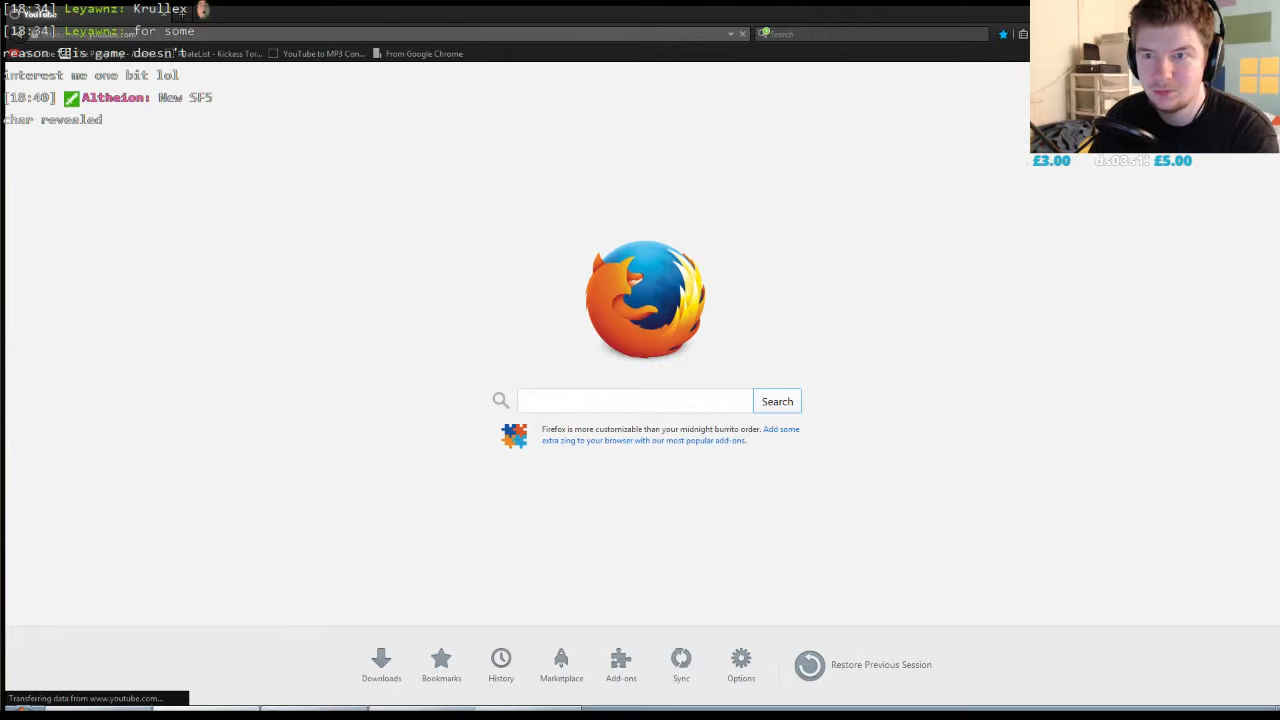 [18:34] Leyawnz: Krullex
YouTube
[18:34] Leyawnz: for some
Search
reason this game doesn't
YouTube to MP3 Con...
From Google Chrome
interest me one bit lol
[18:40] Altheion: New SF5
char revealed
£3.00 ds03s1: £5.00
Search
Firefox is more customizable than your midnight burrito order. Add some
extra zing to your browser with our most popular add-ons.
Downloads
Bookmarks
History
Marketplace
Add-ons
Sync
Options
Restore Previous Session
Transferring data from www.youtube.com...